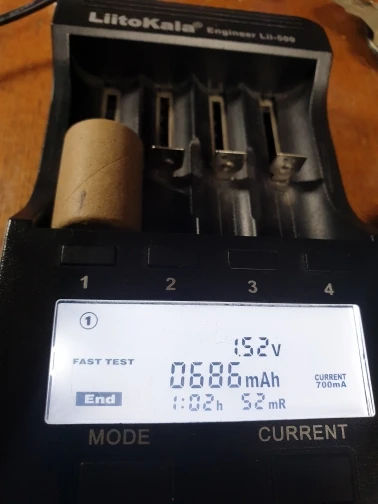 LiitoKala® Engineer Lii-500
1 2 3 4
1
1.52V
FAST TEST
0686mAh
CURRENT
700mA
End
1:02h 52mR
MODE CURRENT